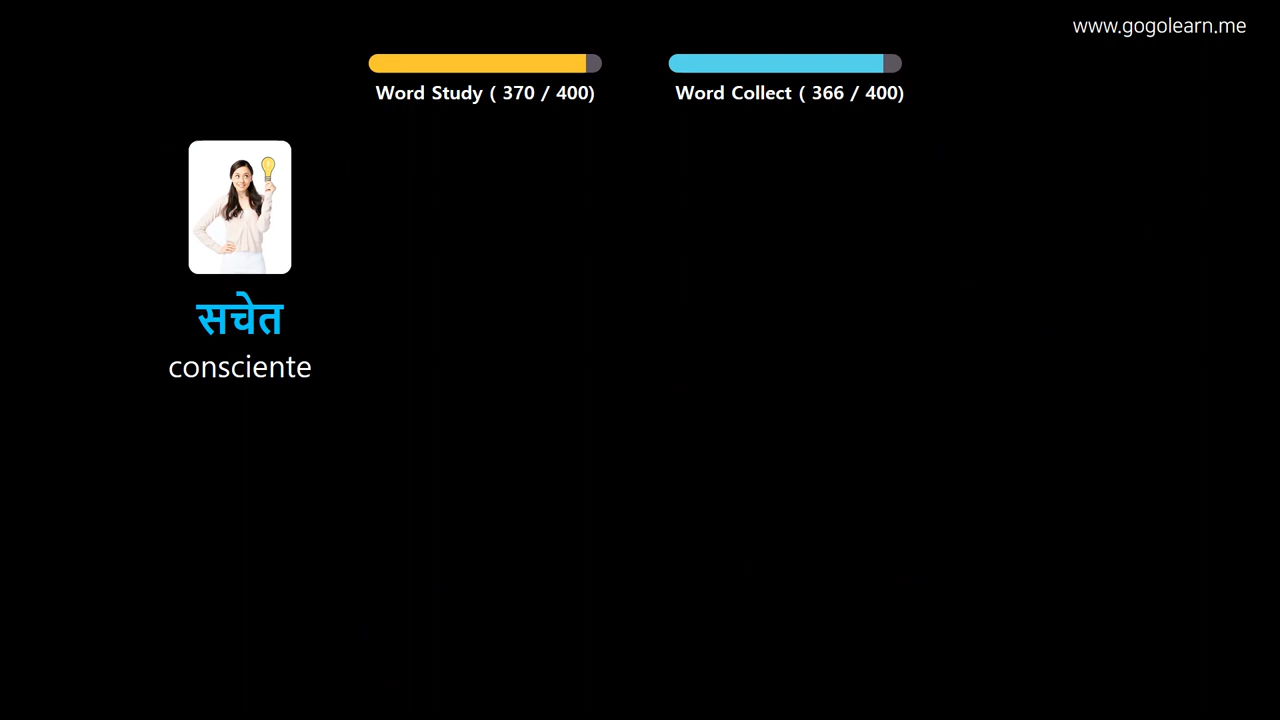 www.gogolearn.me
Word Study ( 370 / 400)
Word Collect ( 366 / 400)
सचेत
consciente